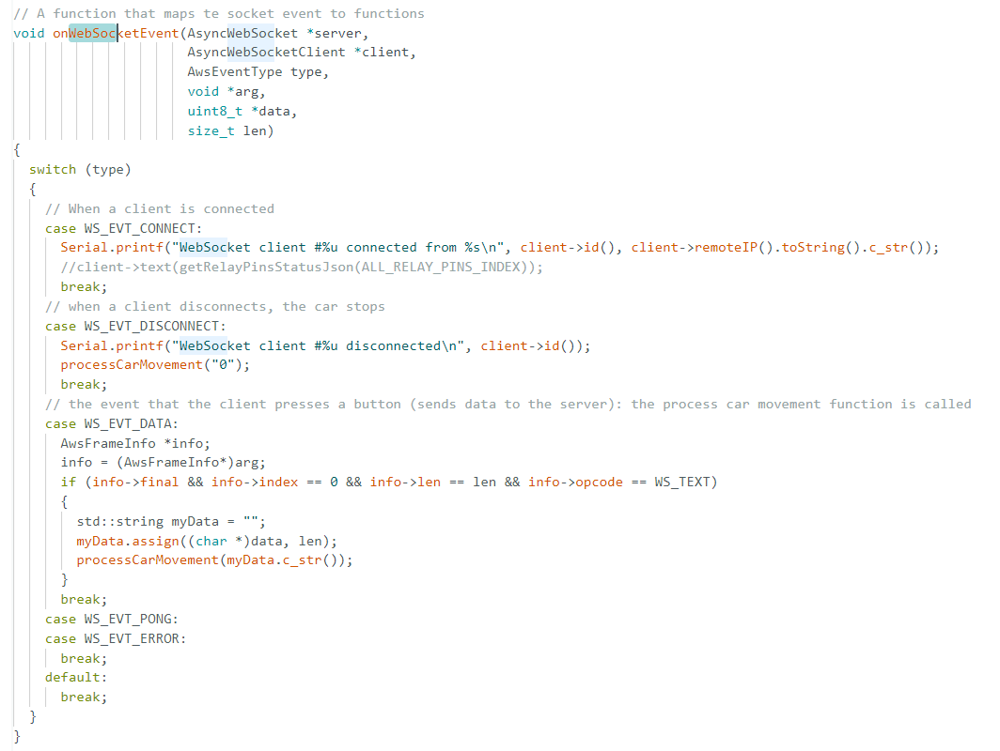 // A function that maps te socket event to functions
void onWebSocketEvent(AsyncWebSocket *server,
                      AsyncWebSocketClient *client,
                      AwsEventType type,
                      void *arg,
                      uint8_t *data,
                      size_t len)
{
  switch (type)
  {
    // When a client is connected
    case WS_EVT_CONNECT:
      Serial.printf("WebSocket client #%u connected from %s\n", client->id(), client->remoteIP().toString().c_str());
      //client->text(getRelayPinsStatusJson(ALL_RELAY_PINS_INDEX));
      break;
    // when a client disconnects, the car stops
    case WS_EVT_DISCONNECT:
      Serial.printf("WebSocket client #%u disconnected\n", client->id());
      processCarMovement("0");
      break;
    // the event that the client presses a button (sends data to the server): the process car movement function is called
    case WS_EVT_DATA:
      AwsFrameInfo *info;
      info = (AwsFrameInfo*)arg;
      if (info->final && info->index == 0 && info->len == len && info->opcode == WS_TEXT)
      {
        std::string myData = "";
        myData.assign((char *)data, len);
        processCarMovement(myData.c_str());
      }
      break;
    case WS_EVT_PONG:
    case WS_EVT_ERROR:
      break;
    default:
      break;
  }
}